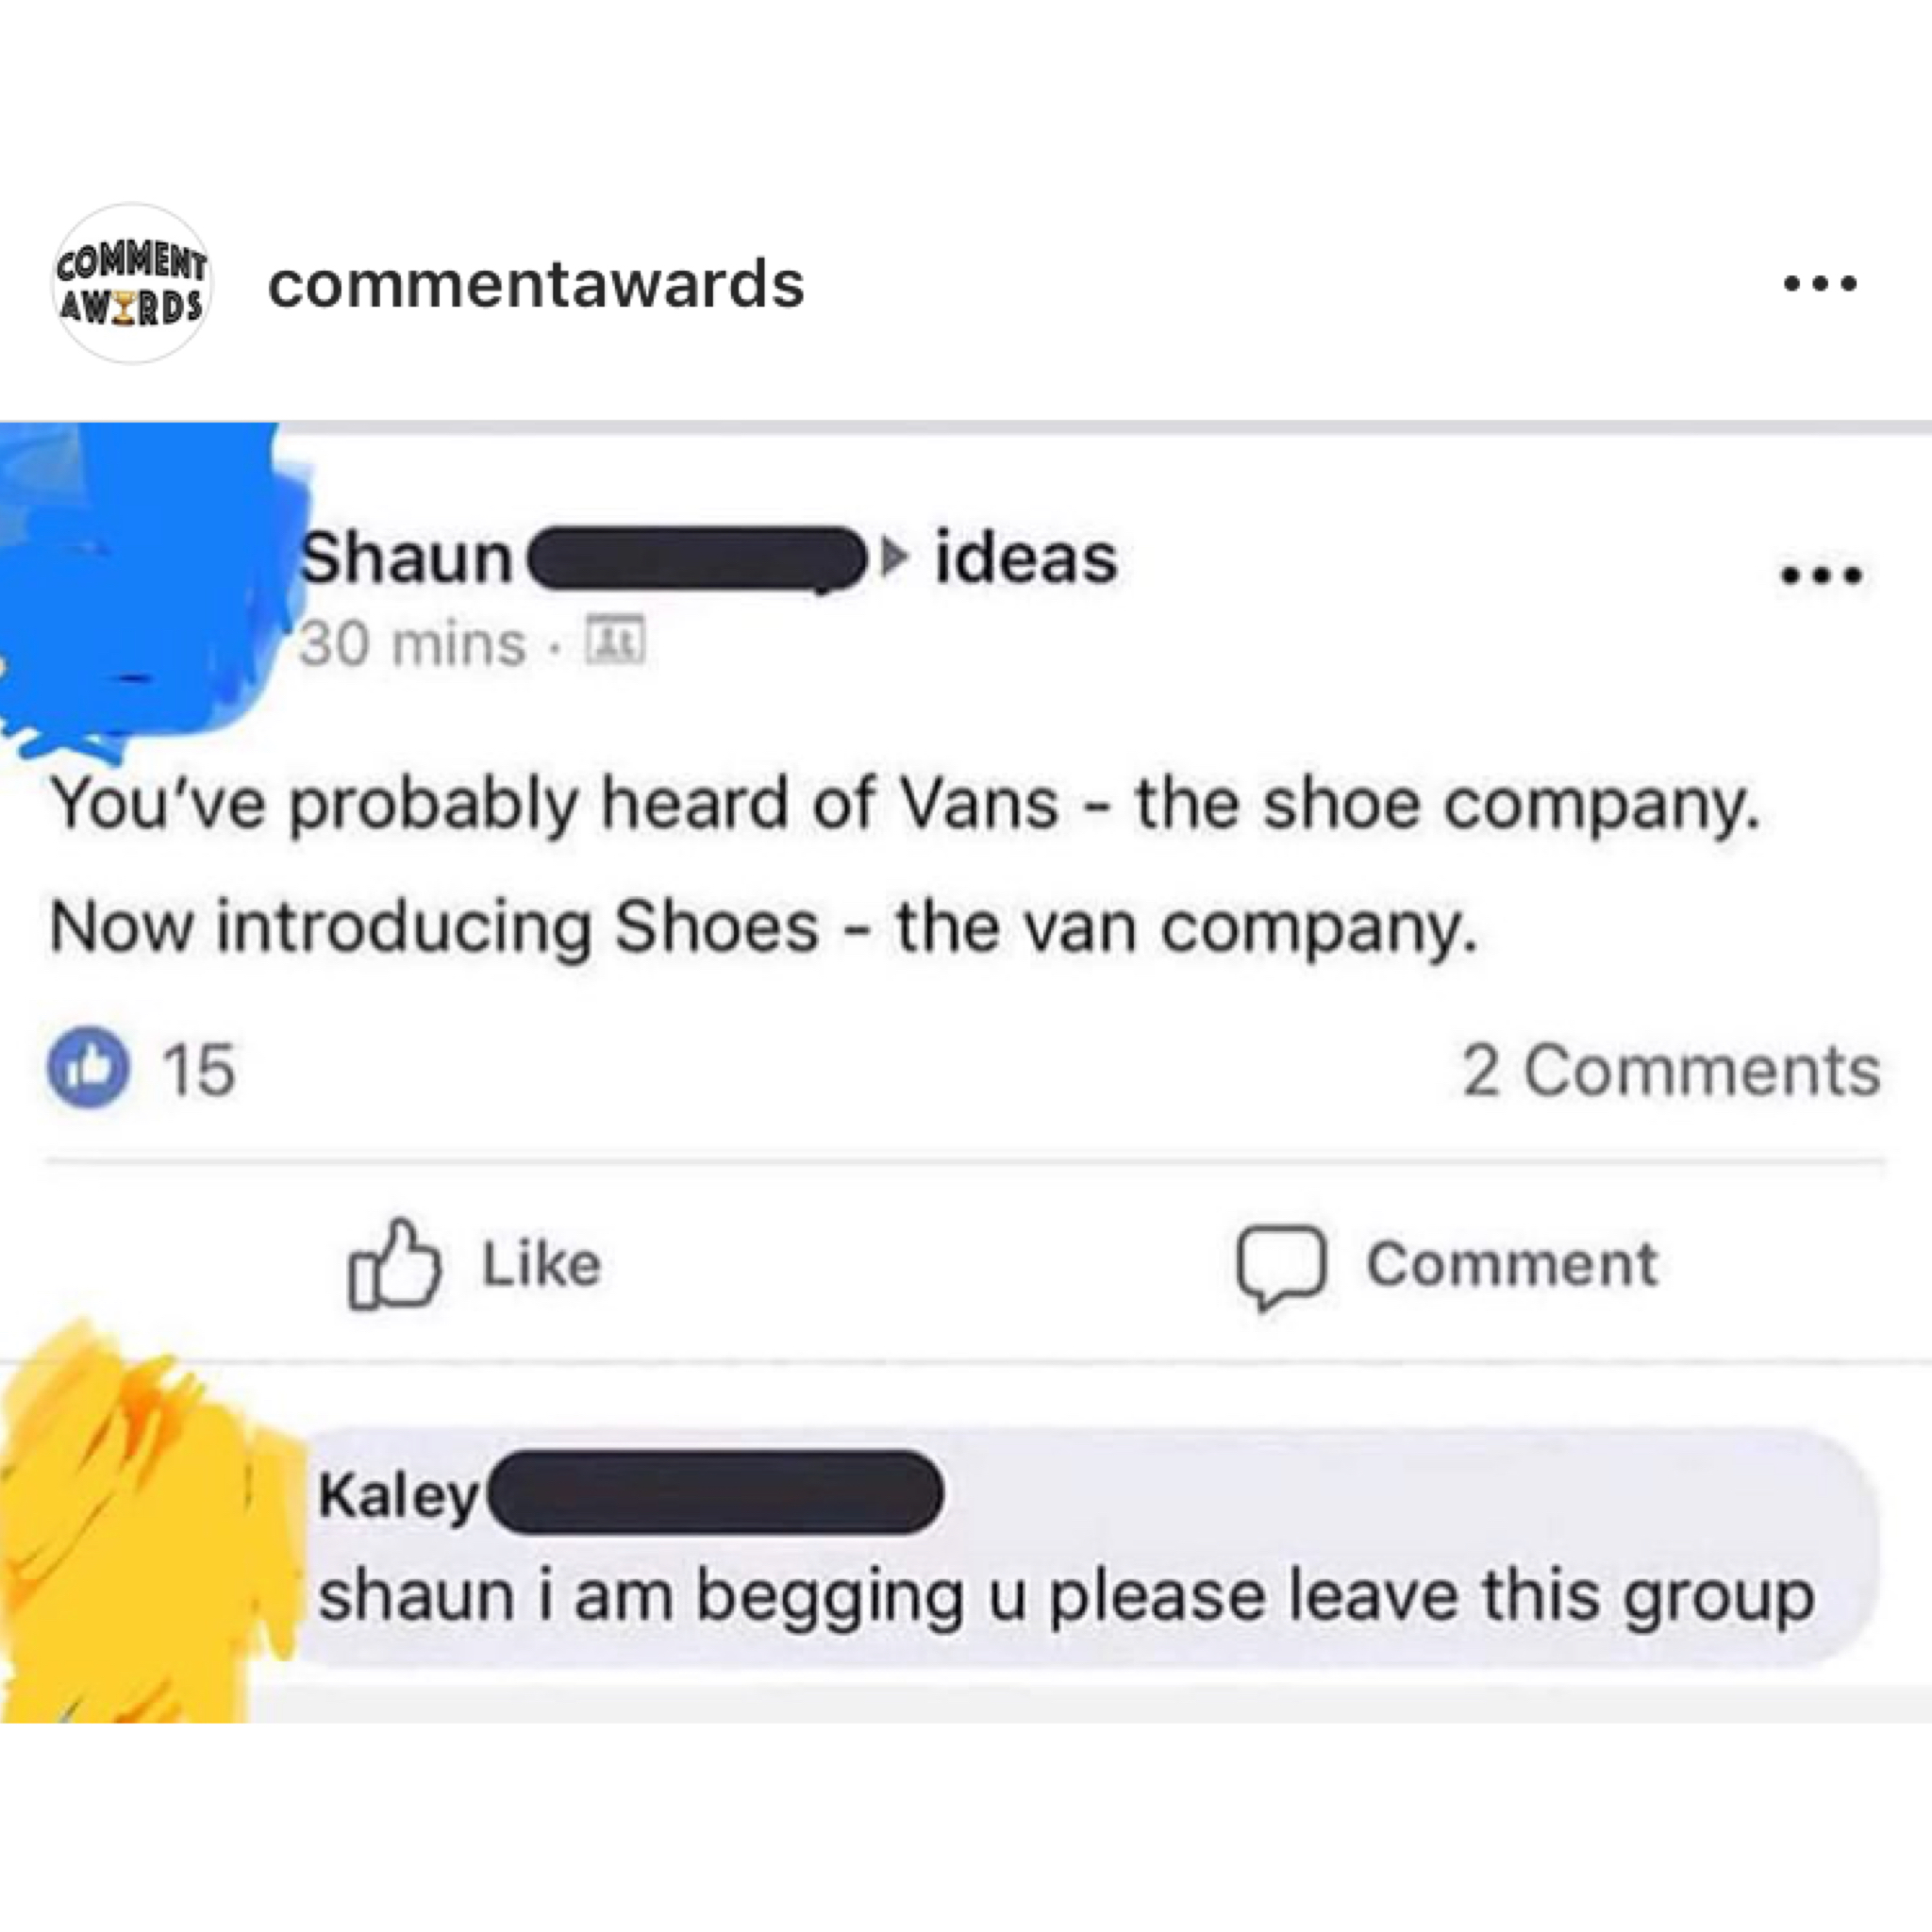 COMMENT
AWRDS
commentawards
Shaun ideas
30 mins ·
You've probably heard of Vans - the shoe company.
Now introducing Shoes - the van company.
15 2 Comments
Like Comment
Kaley
shaun i am begging u please leave this group